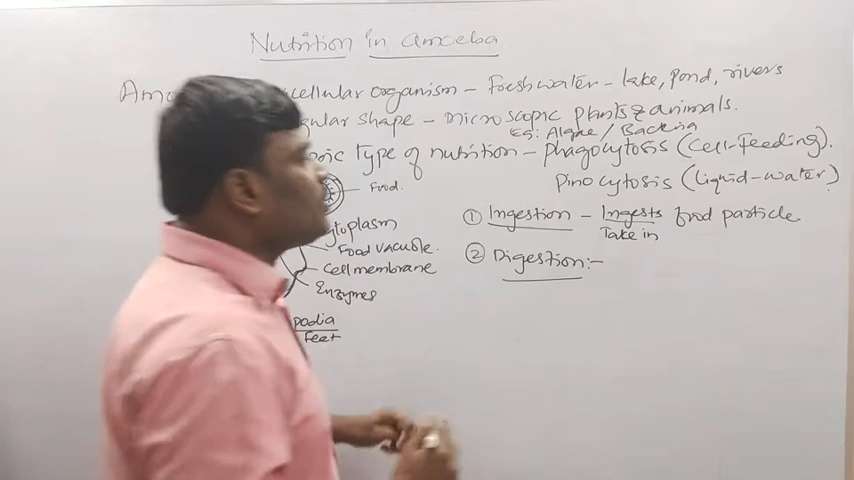 Nutrition in amoeba
Amo cellular organism - Freshwater - lake, Pond, rivers
gular shape - microscopic plants & animals.
Eg: Algae / Bacteria
oic type of nutrition - phagocytosis (Cell-Feeding).
Pinocytosis (Liquid-water)
Food.
① Ingestion - Ingests food particle
Take in
ytoplasm
Food vacuole.
② Digestion:-
Cell membrane
Enzymes
podia
Feet